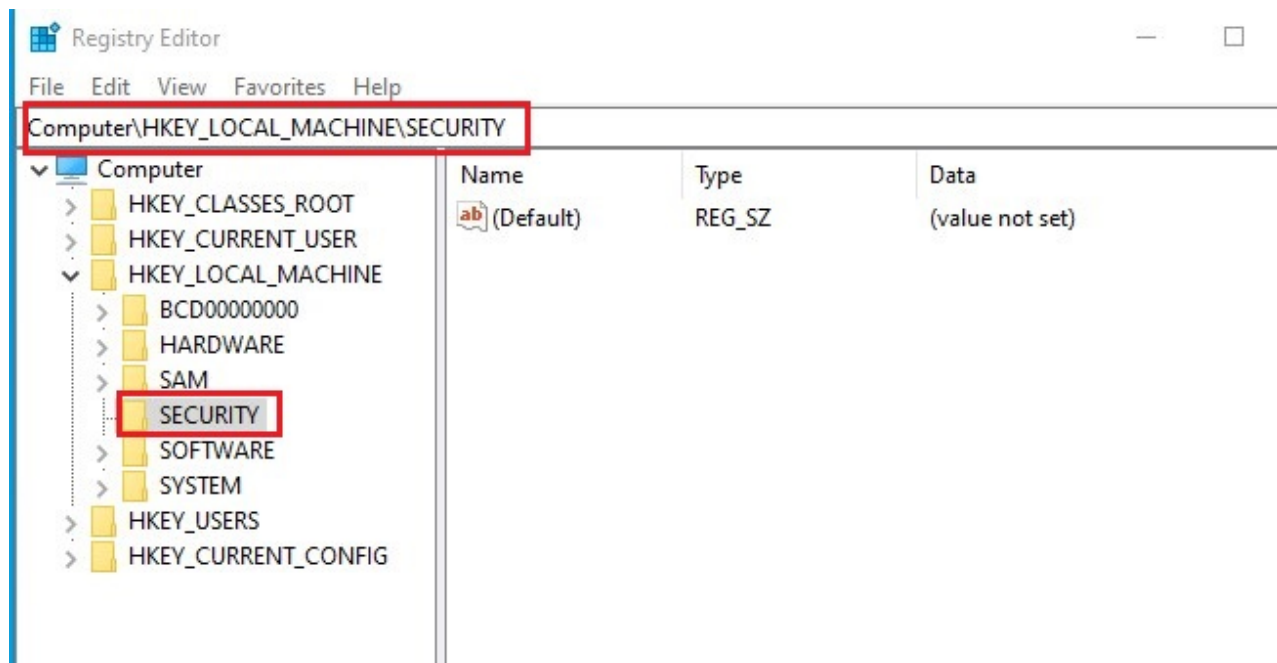 Registry Editor
File Edit View Favorites Help
Computer\HKEY_LOCAL_MACHINE\SECURITY
Computer
HKEY_CLASSES_ROOT
HKEY_CURRENT_USER
HKEY_LOCAL_MACHINE
BCD00000000
HARDWARE
SAM
SECURITY
SOFTWARE
SYSTEM
HKEY_USERS
HKEY_CURRENT_CONFIG
Name Type Data
ab (Default) REG_SZ (value not set)